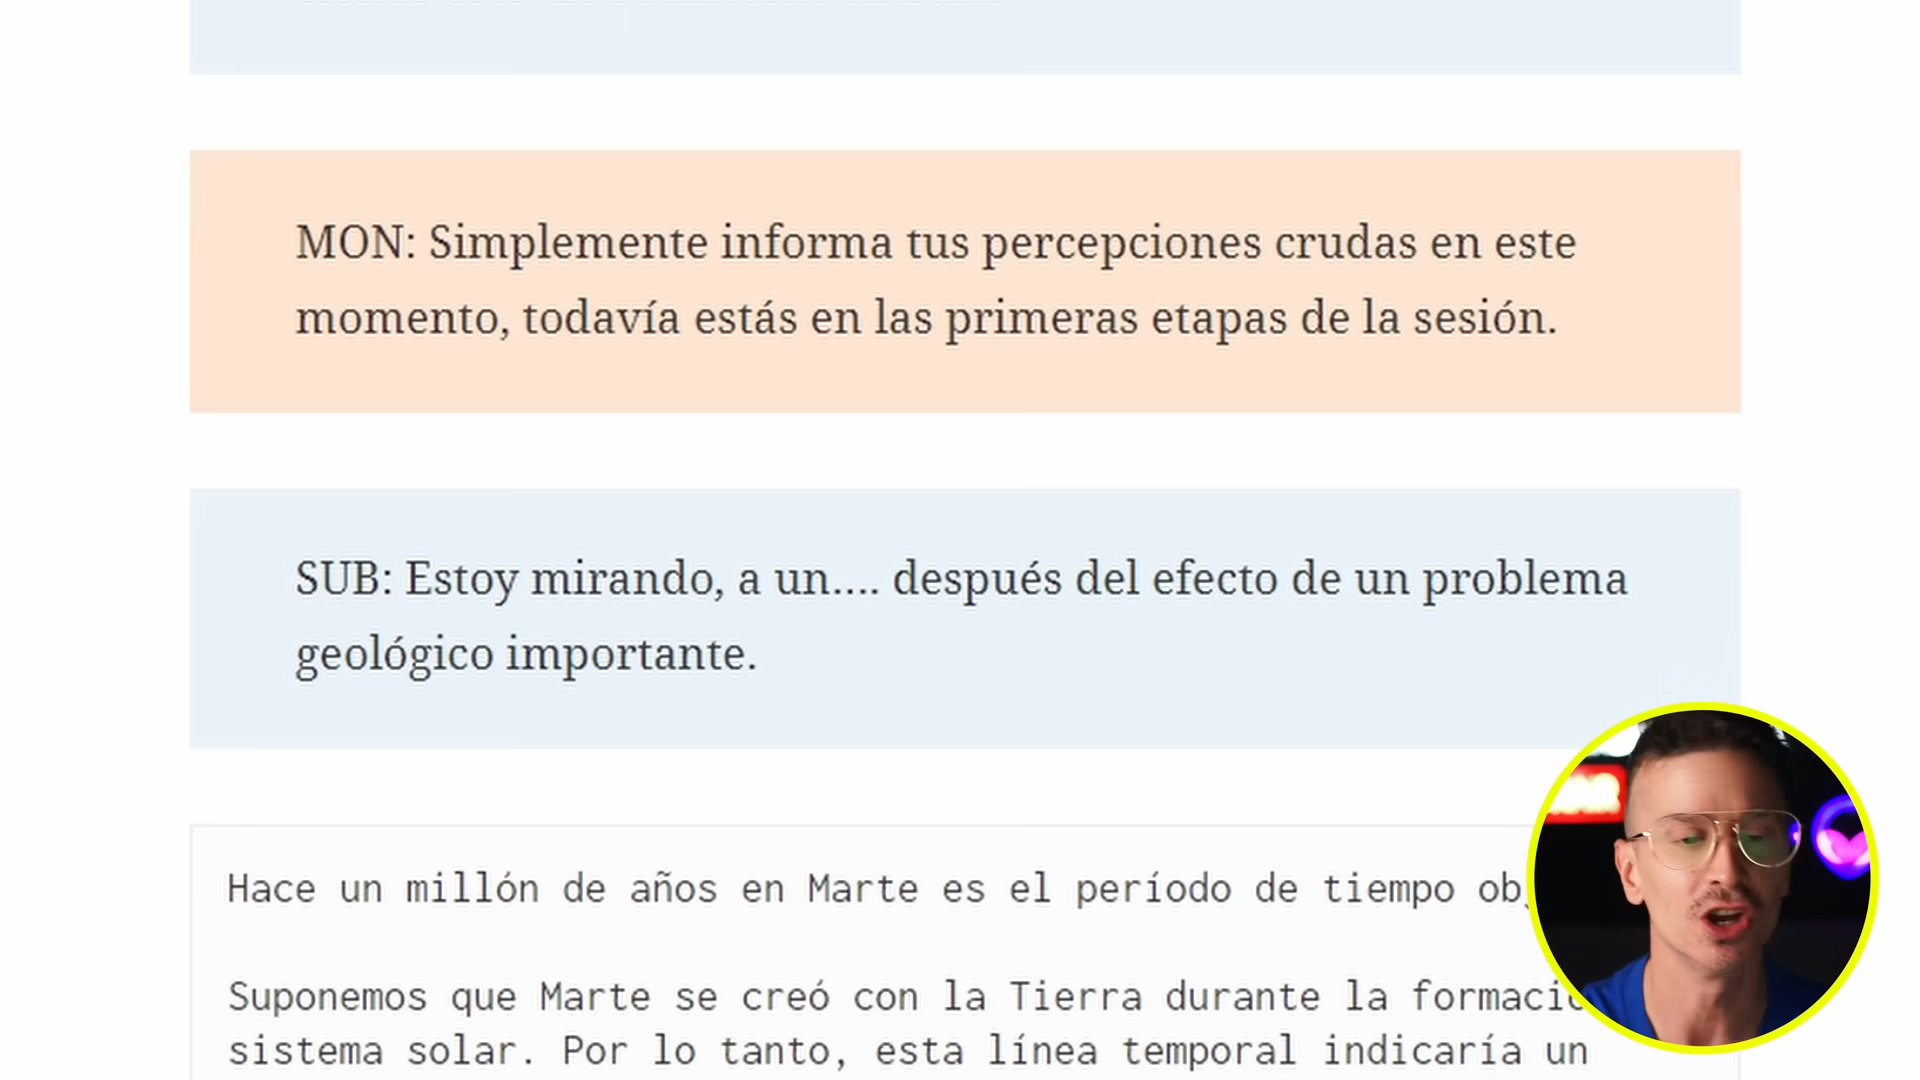 MON: Simplemente informa tus percepciones crudas en este
momento, todavía estás en las primeras etapas de la sesión.
SUB: Estoy mirando, a un.... después del efecto de un problema
geológico importante.
Hace un millón de años en Marte es el período de tiempo
Suponemos que Marte se creó con la Tierra durante la
sistema solar. Por lo tanto, esta línea temporal indicaría un